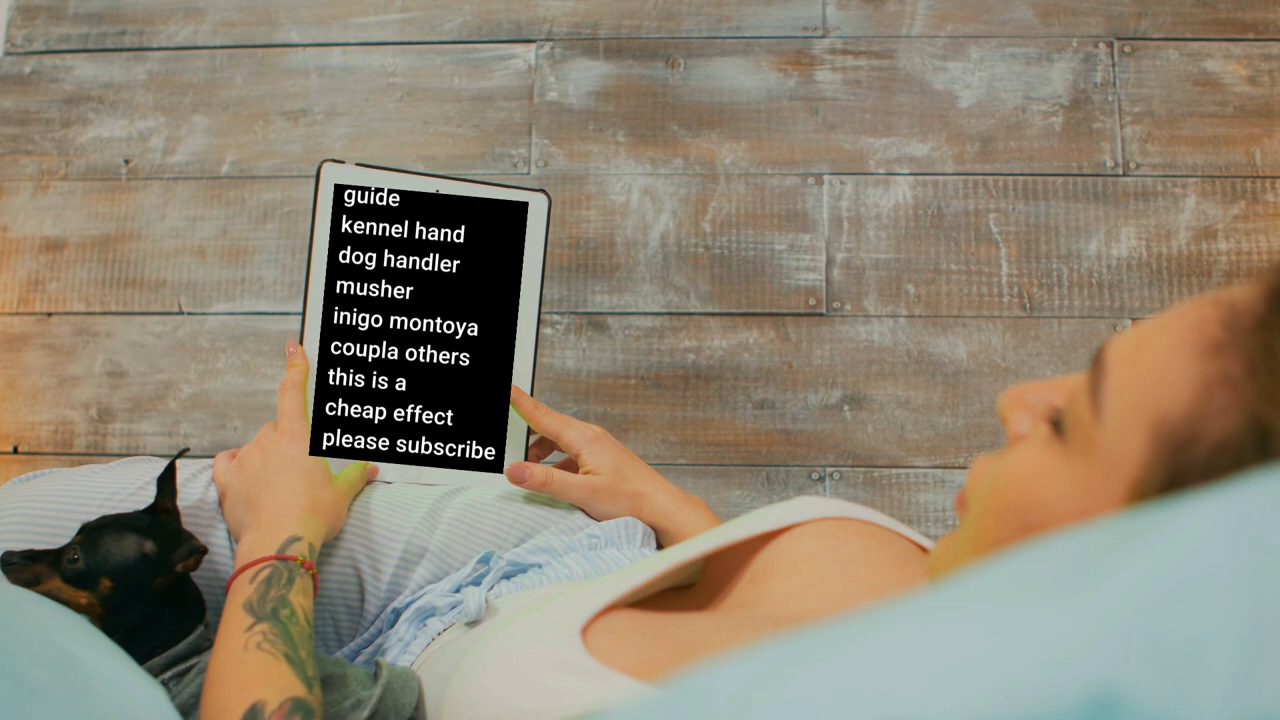 guide
kennel hand
dog handler
musher
inigo montoya
coupla others
this is a
cheap effect
please subscribe